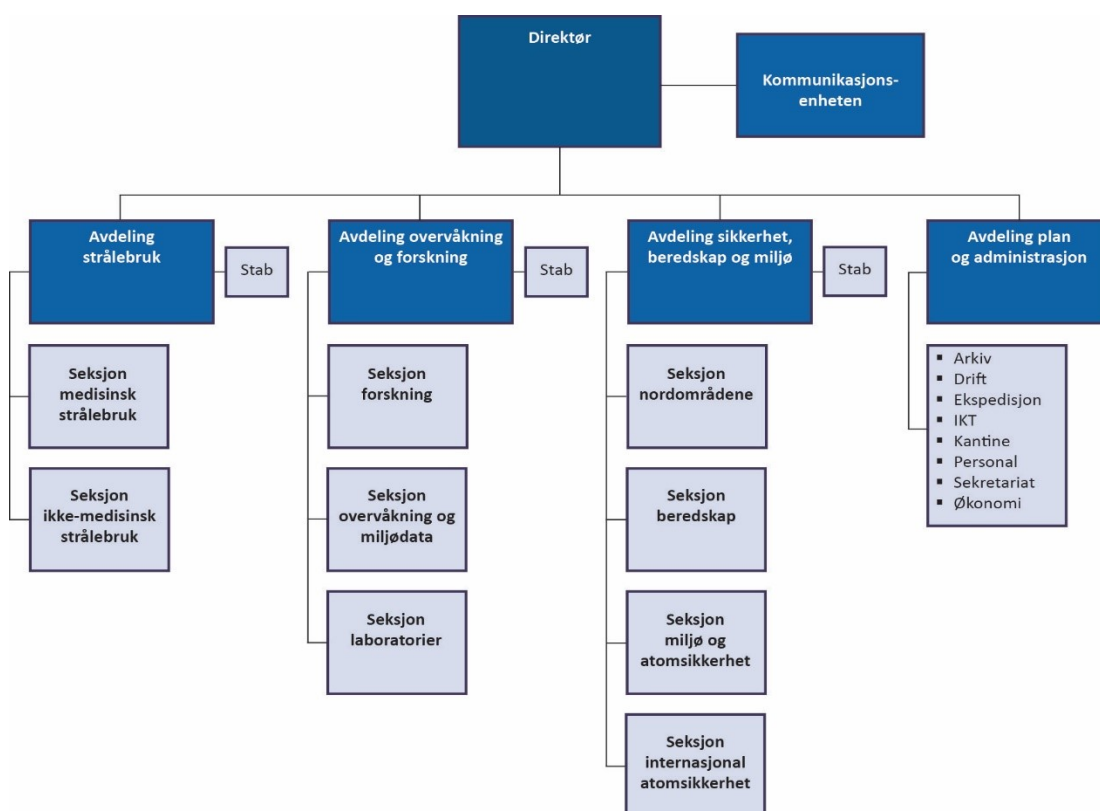 Direktør
Kommunikasjons-
enheten
Avdeling
strålebruk
Stab
Seksjon
medisinsk
strålebruk
Seksjon
ikke-medisinsk
strålebruk
Avdeling overvåkning
og forskning
Stab
Seksjon
forskning
Seksjon
overvåkning og
miljødata
Seksjon
laboratorier
Avdeling sikkerhet,
beredskap og miljø
Stab
Seksjon
nordområdene
Seksjon
beredskap
Seksjon
miljø og
atomsikkerhet
Seksjon
internasjonal
atomsikkerhet
Avdeling plan
og administrasjon
▪ Arkiv
▪ Drift
▪ Ekspedisjon
▪ IKT
▪ Kantine
▪ Personal
▪ Sekretariat
▪ Økonomi